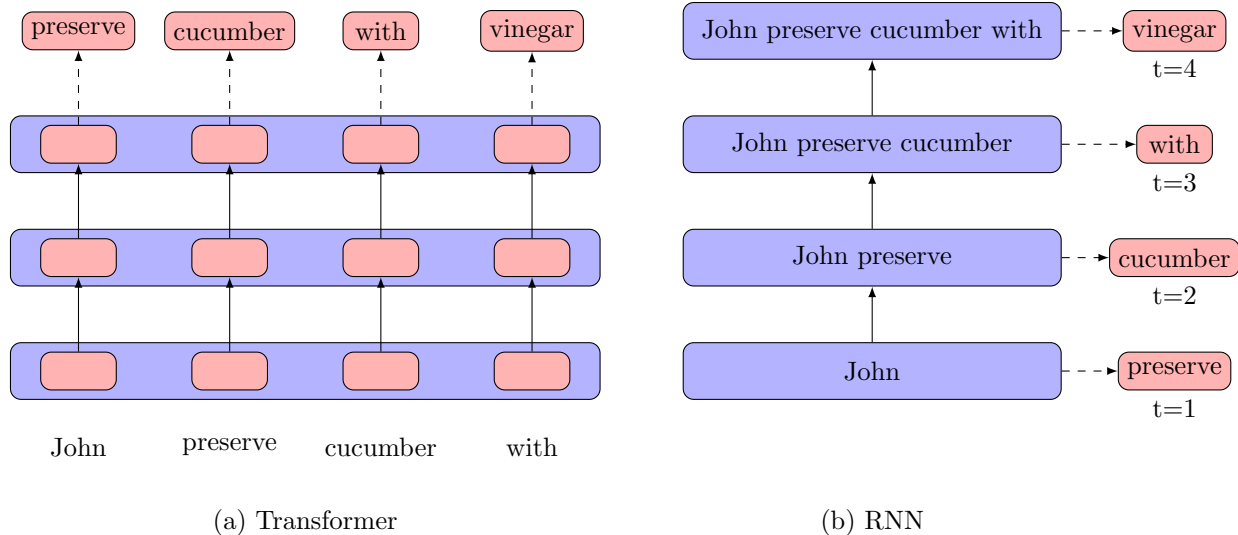 preserve cucumber with vinegar
John preserve cucumber with
(a) Transformer
John preserve cucumber with vinegar
t=4
John preserve cucumber with
t=3
John preserve cucumber
t=2
John preserve
t=1
(b) RNN